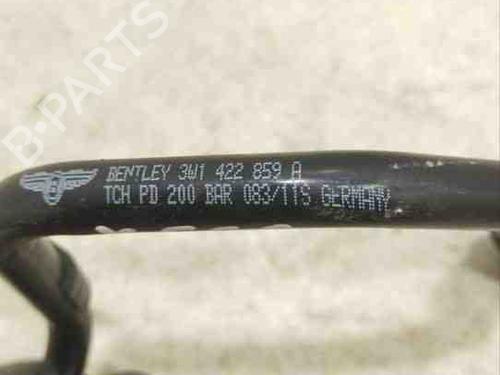 B-PARTS
BENTLEY 3W1 422 859 A
TCH PD 200 BAR 083/11S GERMANY